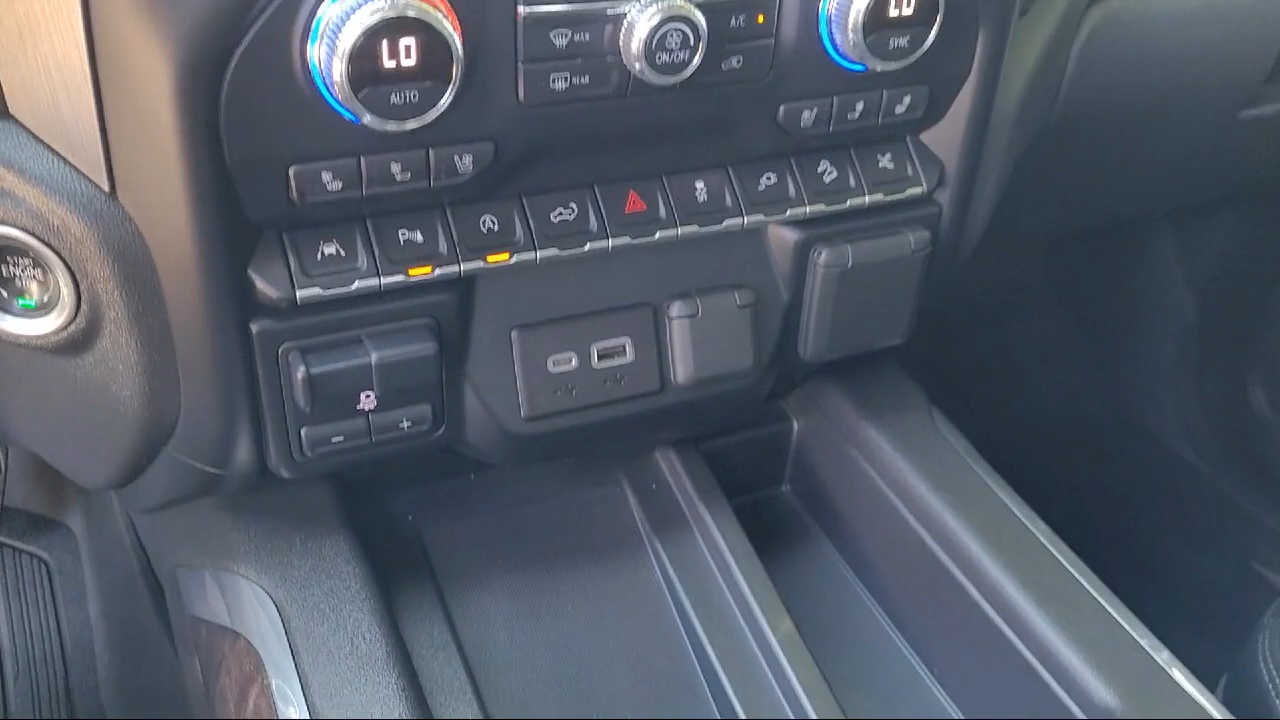 LO
AUTO
MAX
REAR
ON/OFF
A/C
LO
SYNC
START
ENGINE
P
A
-
+